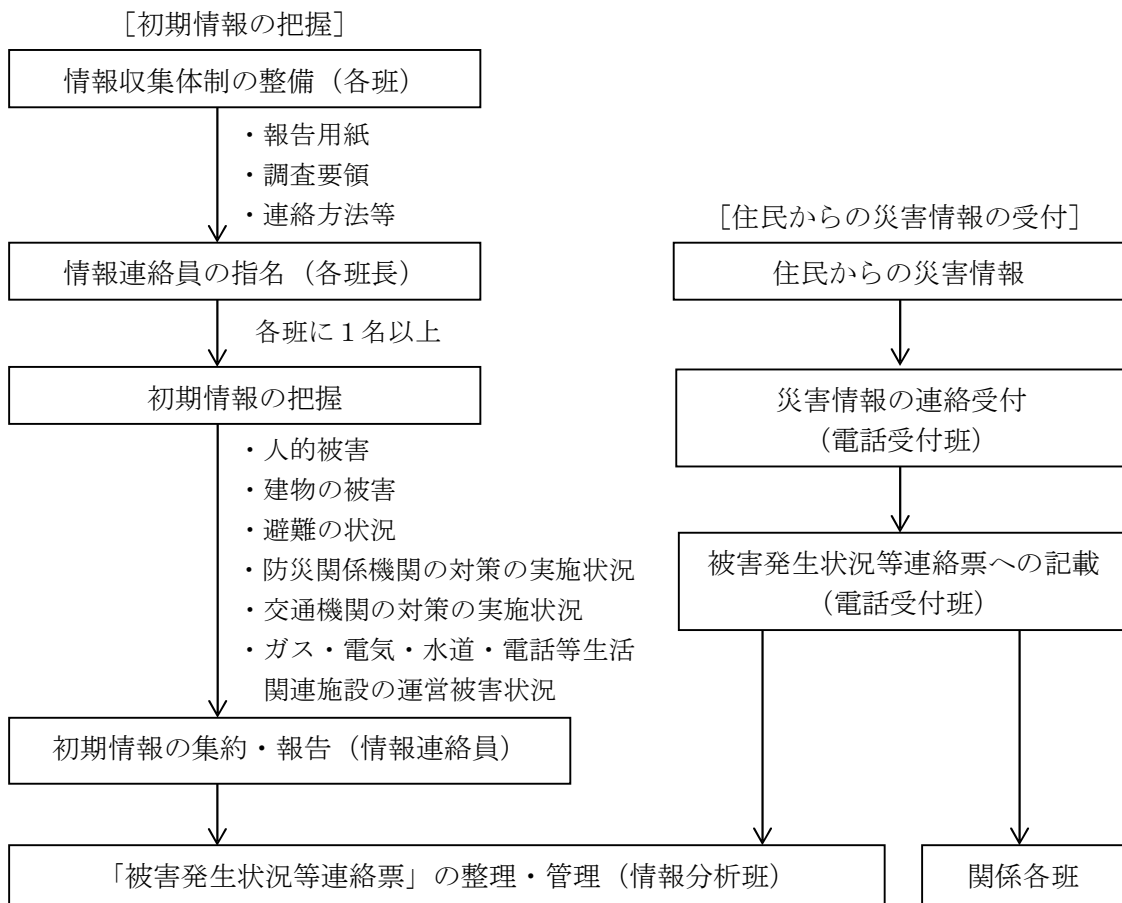 ［初期情報の把握］
情報収集体制の整備（各班）
・報告用紙
・調査要領
・連絡方法等
情報連絡員の指名（各班長）
各班に１名以上
初期情報の把握
・人的被害
・建物の被害
・避難の状況
・防災関係機関の対策の実施状況
・交通機関の対策の実施状況
・ガス・電気・水道・電話等生活
関連施設の運営被害状況
初期情報の集約・報告（情報連絡員）
［住民からの災害情報の受付］
住民からの災害情報
災害情報の連絡受付
（電話受付班）
被害発生状況等連絡票への記載
（電話受付班）
「被害発生状況等連絡票」の整理・管理（情報分析班）
関係各班